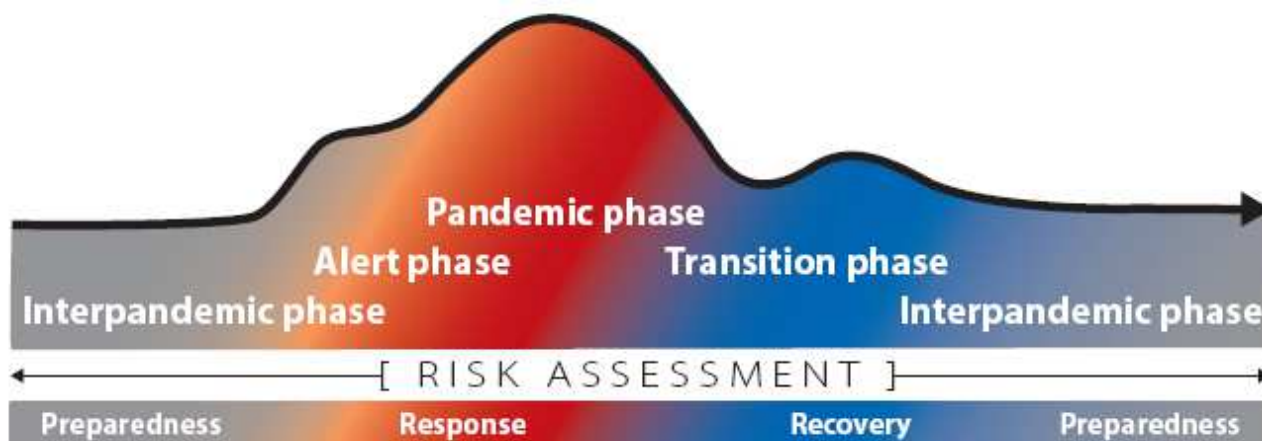 Pandemic phase
Alert phase
Transition phase
Interpandemic phase
Interpandemic phase
[ RISK ASSESSMENT ]
Preparedness
Response
Recovery
Preparedness